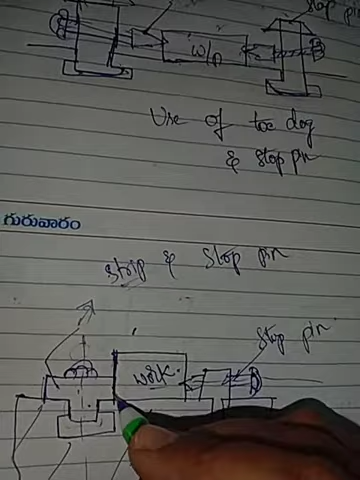 stop pin
W/P
Use of toe dog
& stop pin
గురువారం
strip & stop pin
stop pin
work.